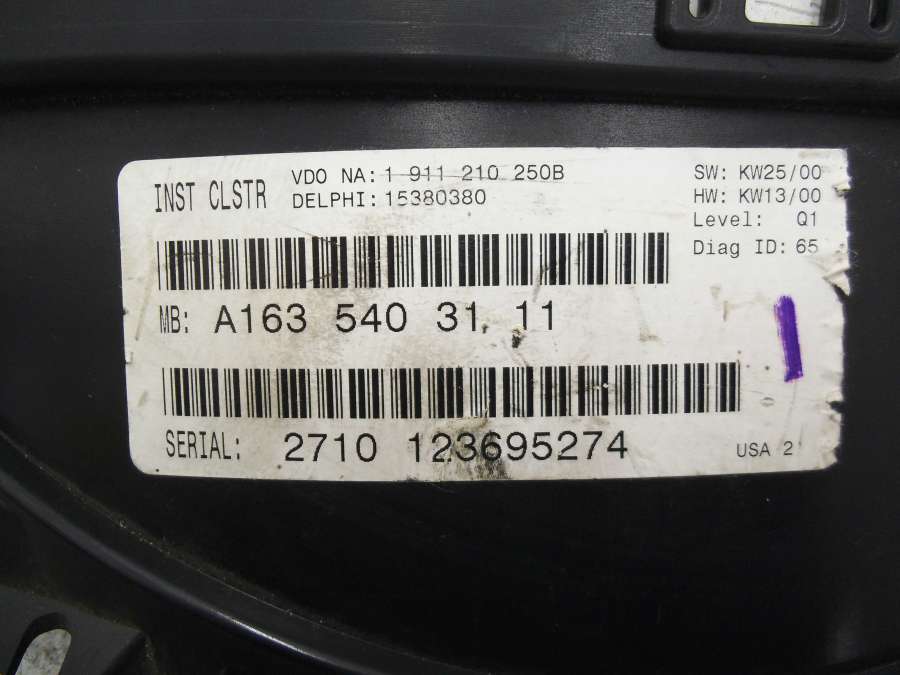 INST CLSTR
VDO NA: 1 911 210 250B
DELPHI: 15380380
SW: KW25/00
HW: KW13/00
Level: Q1
Diag ID: 65
MB: A163 540 31 11
SERIAL: 2710 123695274
USA 2